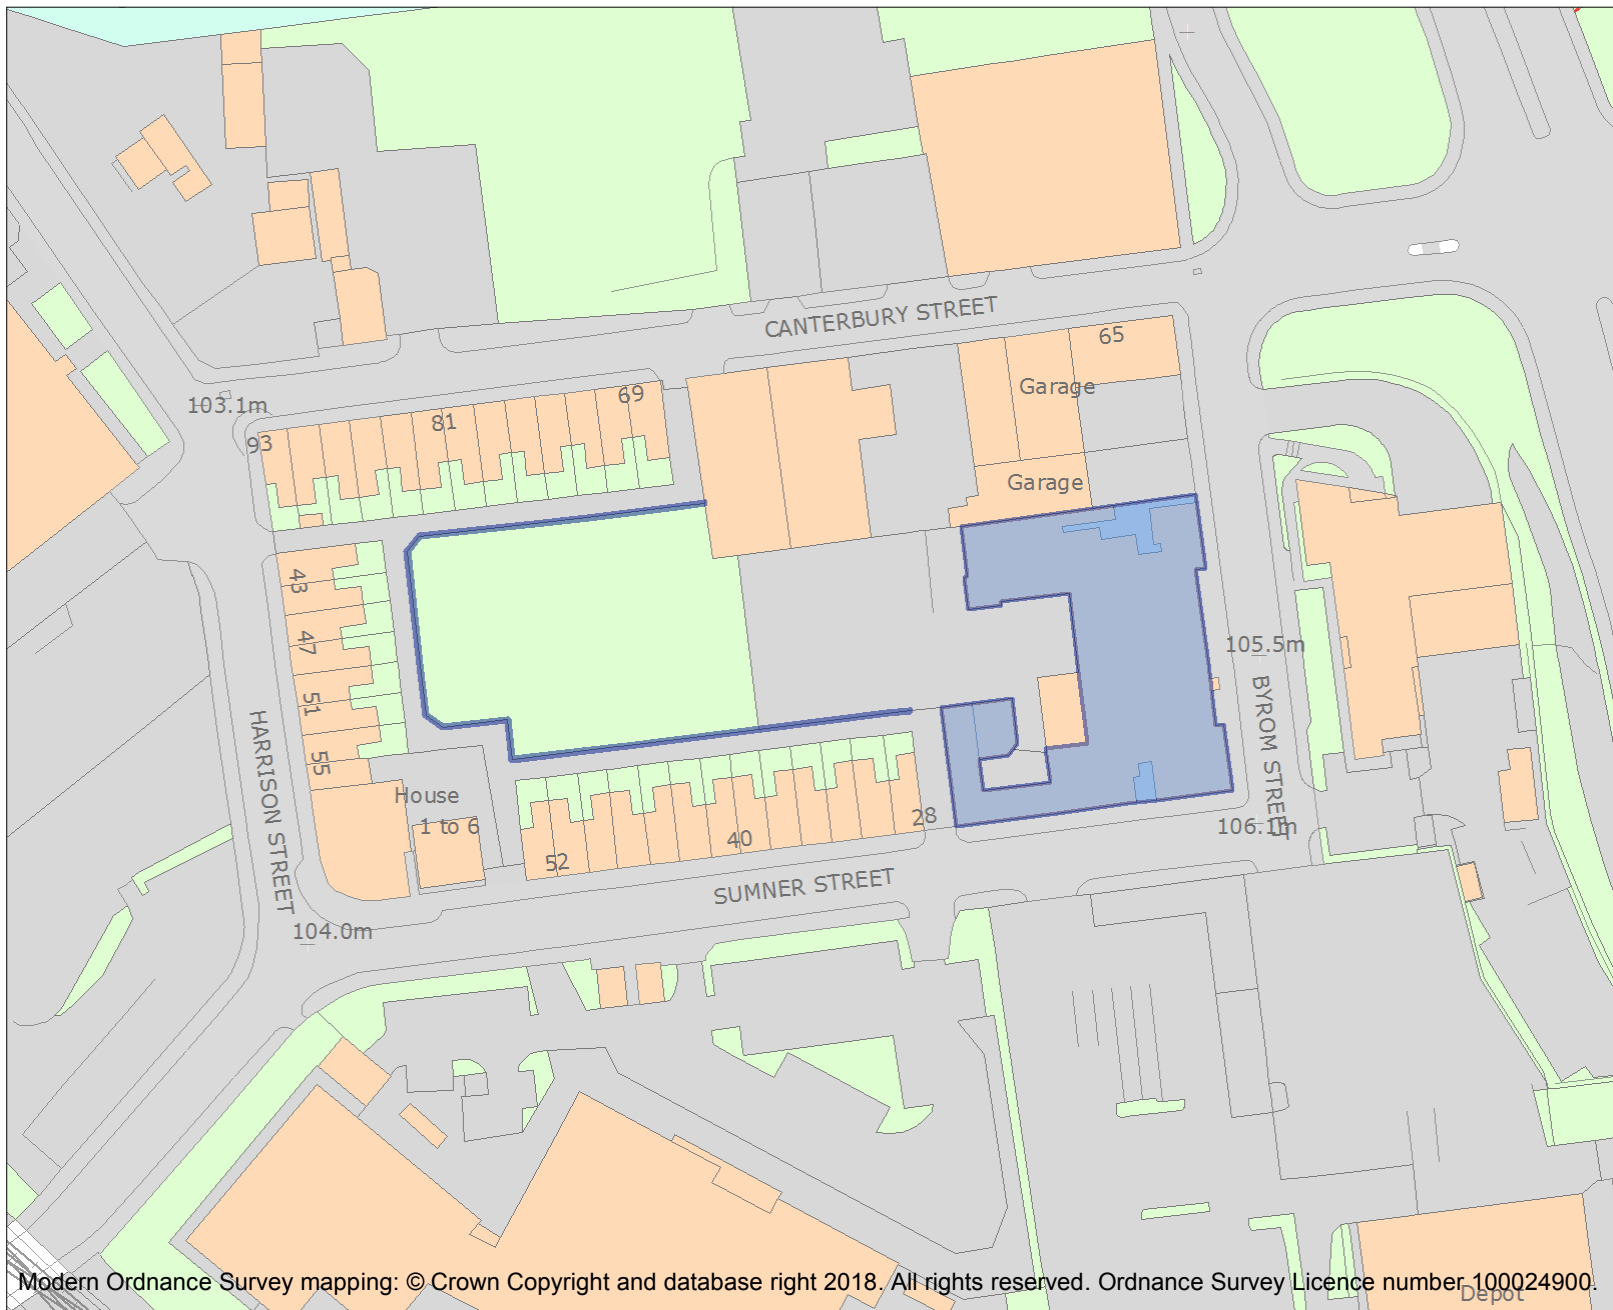 CANTERBURY STREET
65
Garage
69
103.1m
81
93
Garage
43
47
105.5m
51
BYROM STREET
HARRISON STREET
55
House
1 to 6
28
106.1m
40
52
SUMNER STREET
104.0m
Modern Ordnance Survey mapping: © Crown Copyright and database right 2018. All rights reserved. Ordnance Survey Licence number 100024900.
Depot